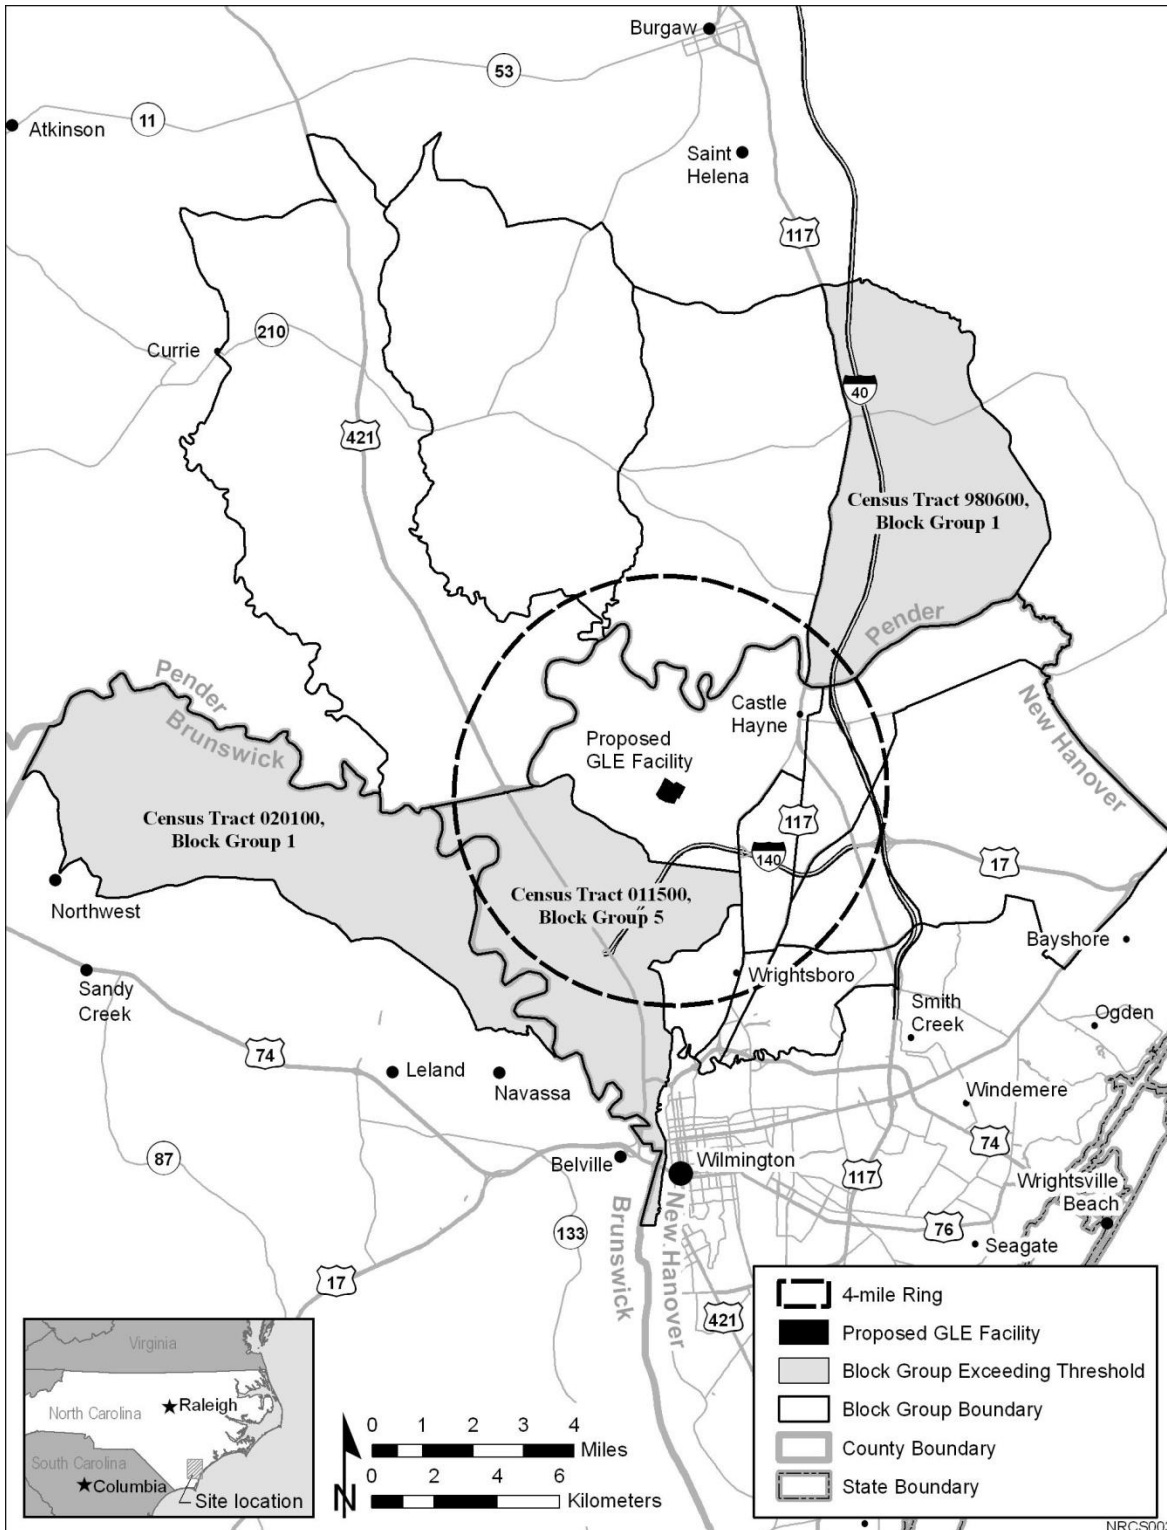 Burgaw
53
11
Atkinson
Saint
Helena
117
210
Currie
40
421
Census Tract 980600,
Block Group 1
Pender
Pender
Brunswick
Castle
Hayne
New Hanover
Proposed
GLE Facility
Census Tract 020100,
Block Group 1
117
140
17
Northwest
Census Tract 011500,
Block Group 5
Bayshore
Wrightsboro
Sandy
Creek
Smith
Creek
Ogden
74
Leland
Navassa
Windemere
74
87
Belville
Wilmington
117
Wrightsville
Beach
Brunswick
New Hanover
133
76
Seagate
17
421
4-mile Ring
Proposed GLE Facility
Block Group Exceeding Threshold
Block Group Boundary
County Boundary
State Boundary
Virginia
North Carolina
Raleigh
South Carolina
Columbia
Site location
0 1 2 3 4
Miles
0 2 4 6
Kilometers
N